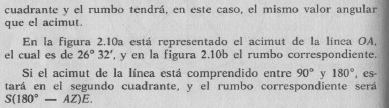 cuadrante y el rumbo tendrá, en este caso, el mismo valor angular
que el acimut.
En la figura 2.10a está representado el acimut de la línea OA,
el cual es de 26° 32′, y en la figura 2.10b el rumbo correspondiente.
Si el acimut de la línea está comprendido entre 90° y 180°, es-
tará en el segundo cuadrante, y el rumbo correspondiente será
S(180° — AZ)E.